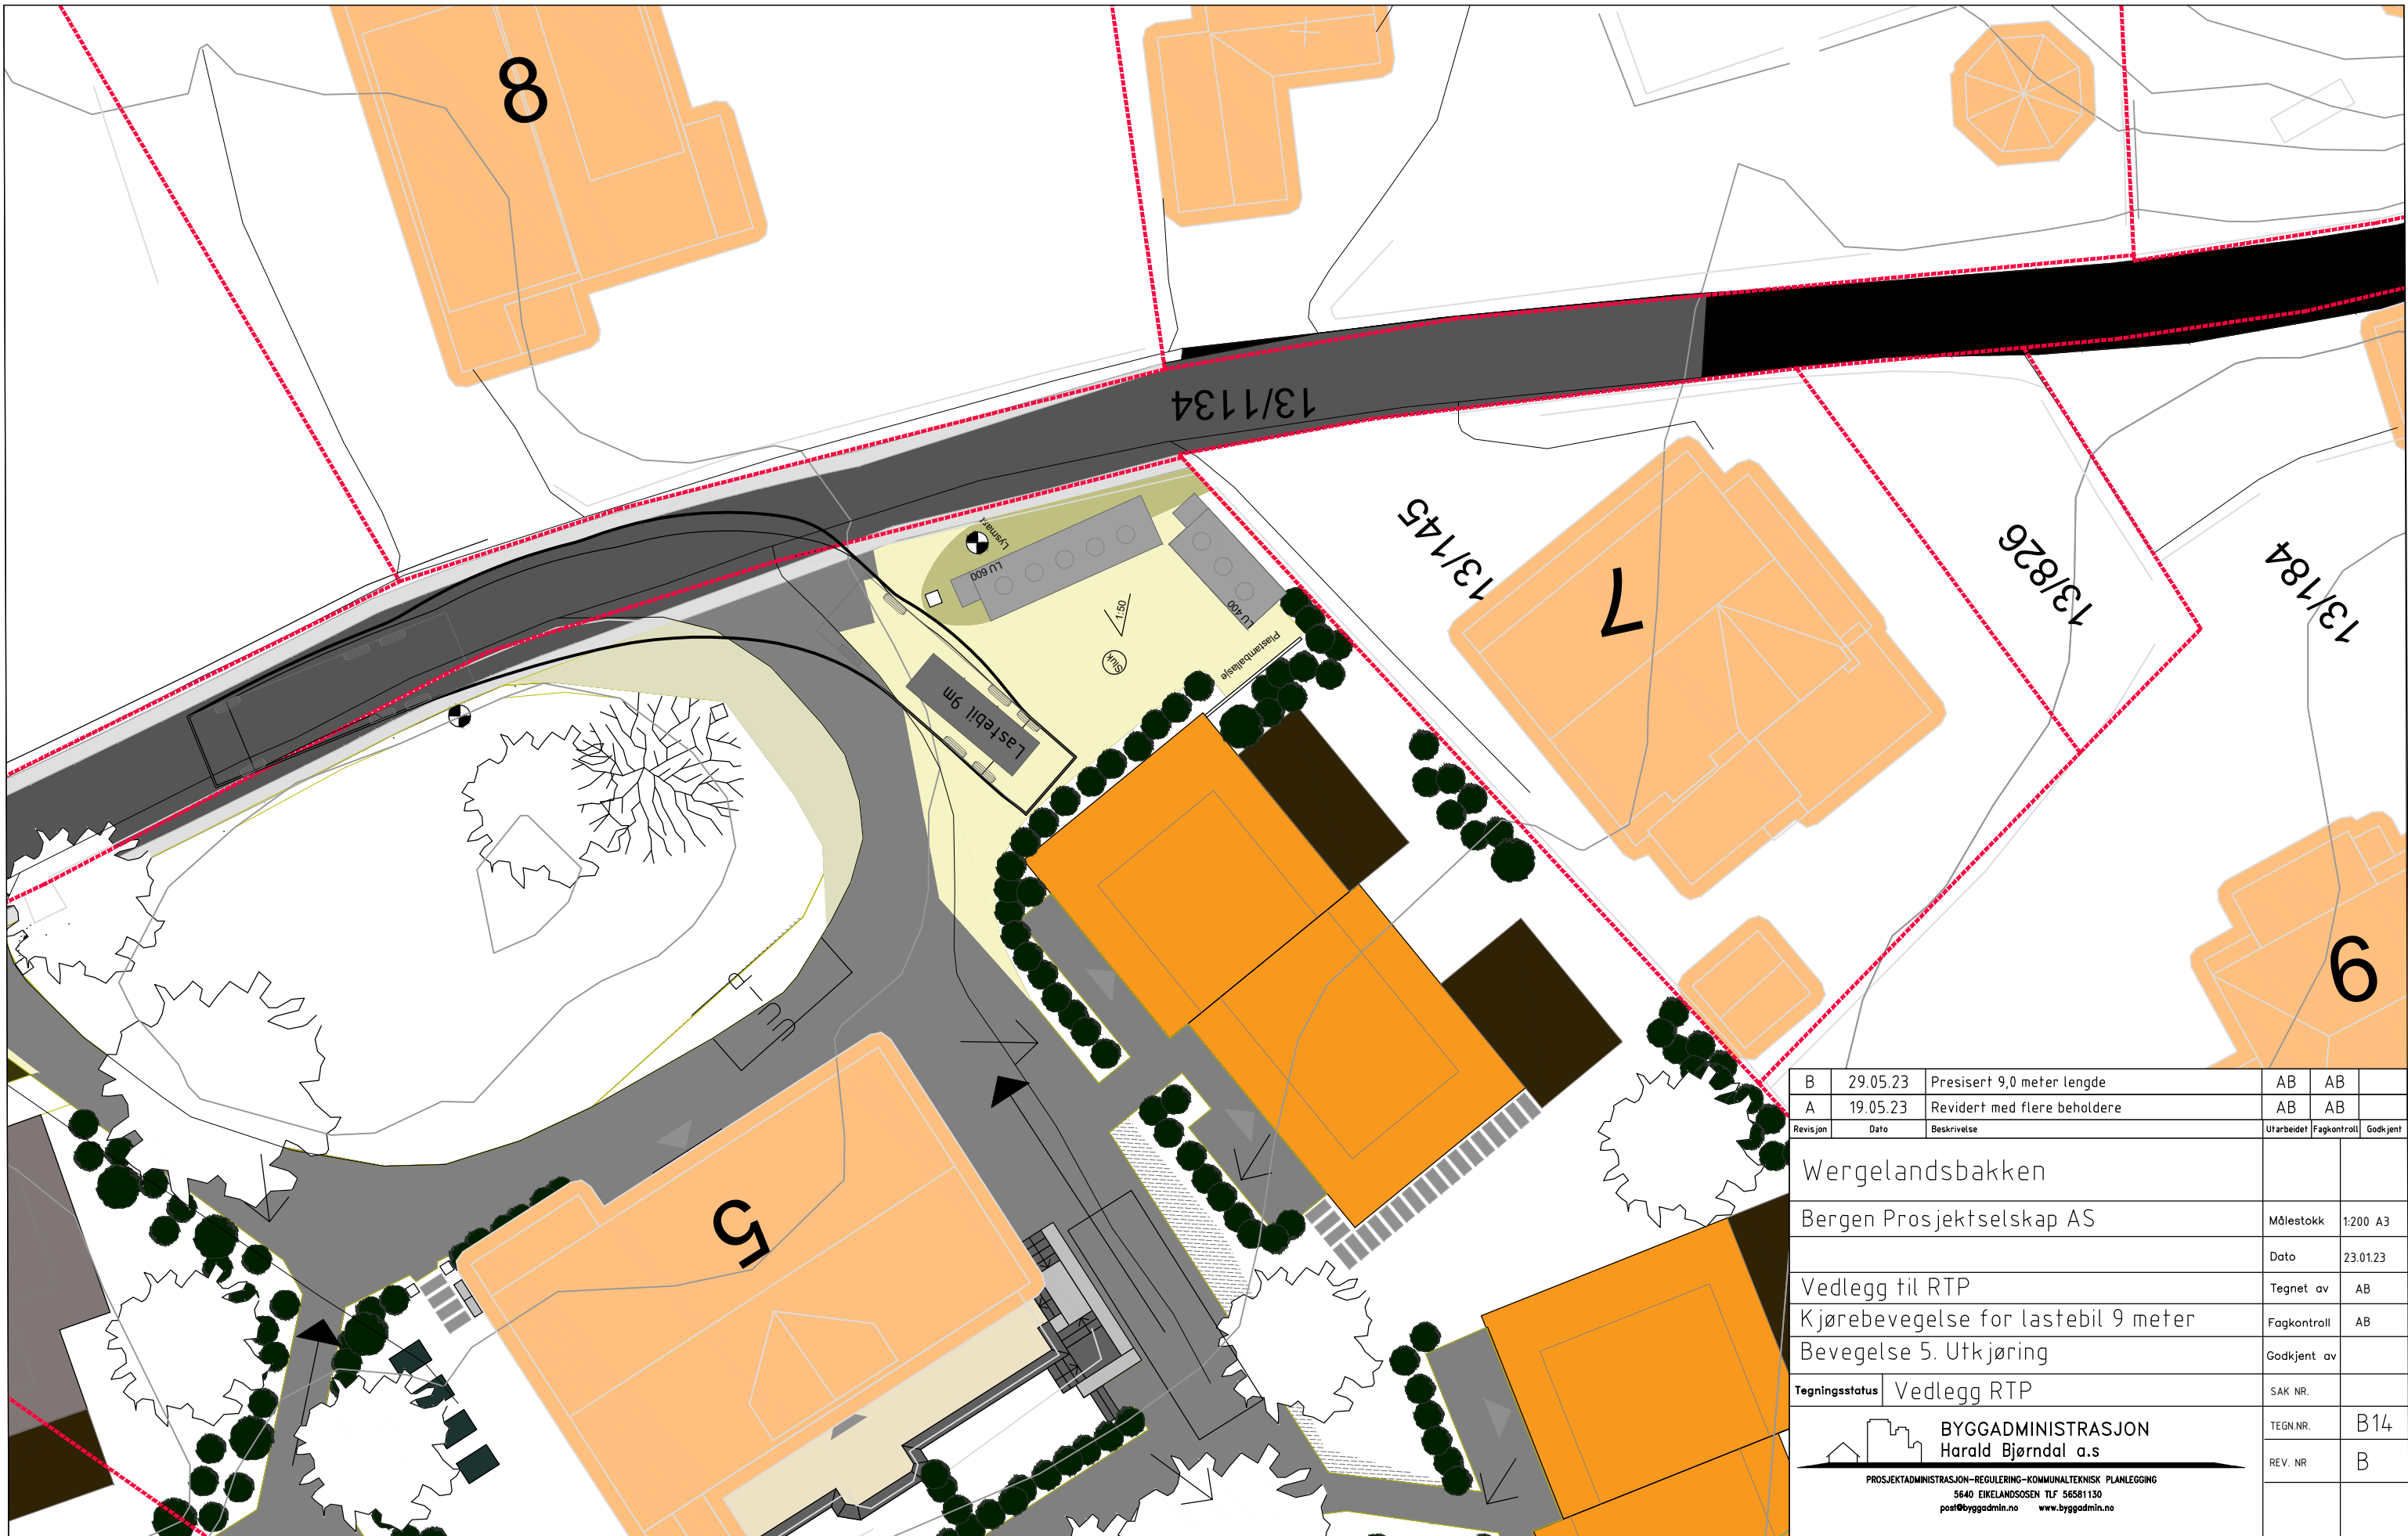 8
13/1134
Lysmast
LU 600
1:50
LU 400
Sluk
Plastemballasje
Lastebil 9m
13/1145
7
13/826
13/184
9
5
B 29.05.23 Presisert 9,0 meter lengde AB AB
A 19.05.23 Revidert med flere beholdere AB AB
Revisjon Dato Beskrivelse Utarbeidet Fagkontroll Godkjent
Wergelandsbakken
Bergen Prosjektselskap AS Målestokk 1:200 A3
Dato 23.01.23
Vedlegg til RTP Tegnet av AB
Kjørebevegelse for lastebil 9 meter Fagkontroll AB
Bevegelse 5. Utkjøring Godkjent av
Tegningsstatus Vedlegg RTP SAK NR.
BYGGADMINISTRASJON TEGN.NR. B14
Harald Bjørndal a.s
REV. NR B
PROSJEKTADMINISTRASJON-REGULERING-KOMMUNALTEKNISK PLANLEGGING
5640 EIKELANDSOSEN TLF 56581130
post@byggadmin.no www.byggadmin.no